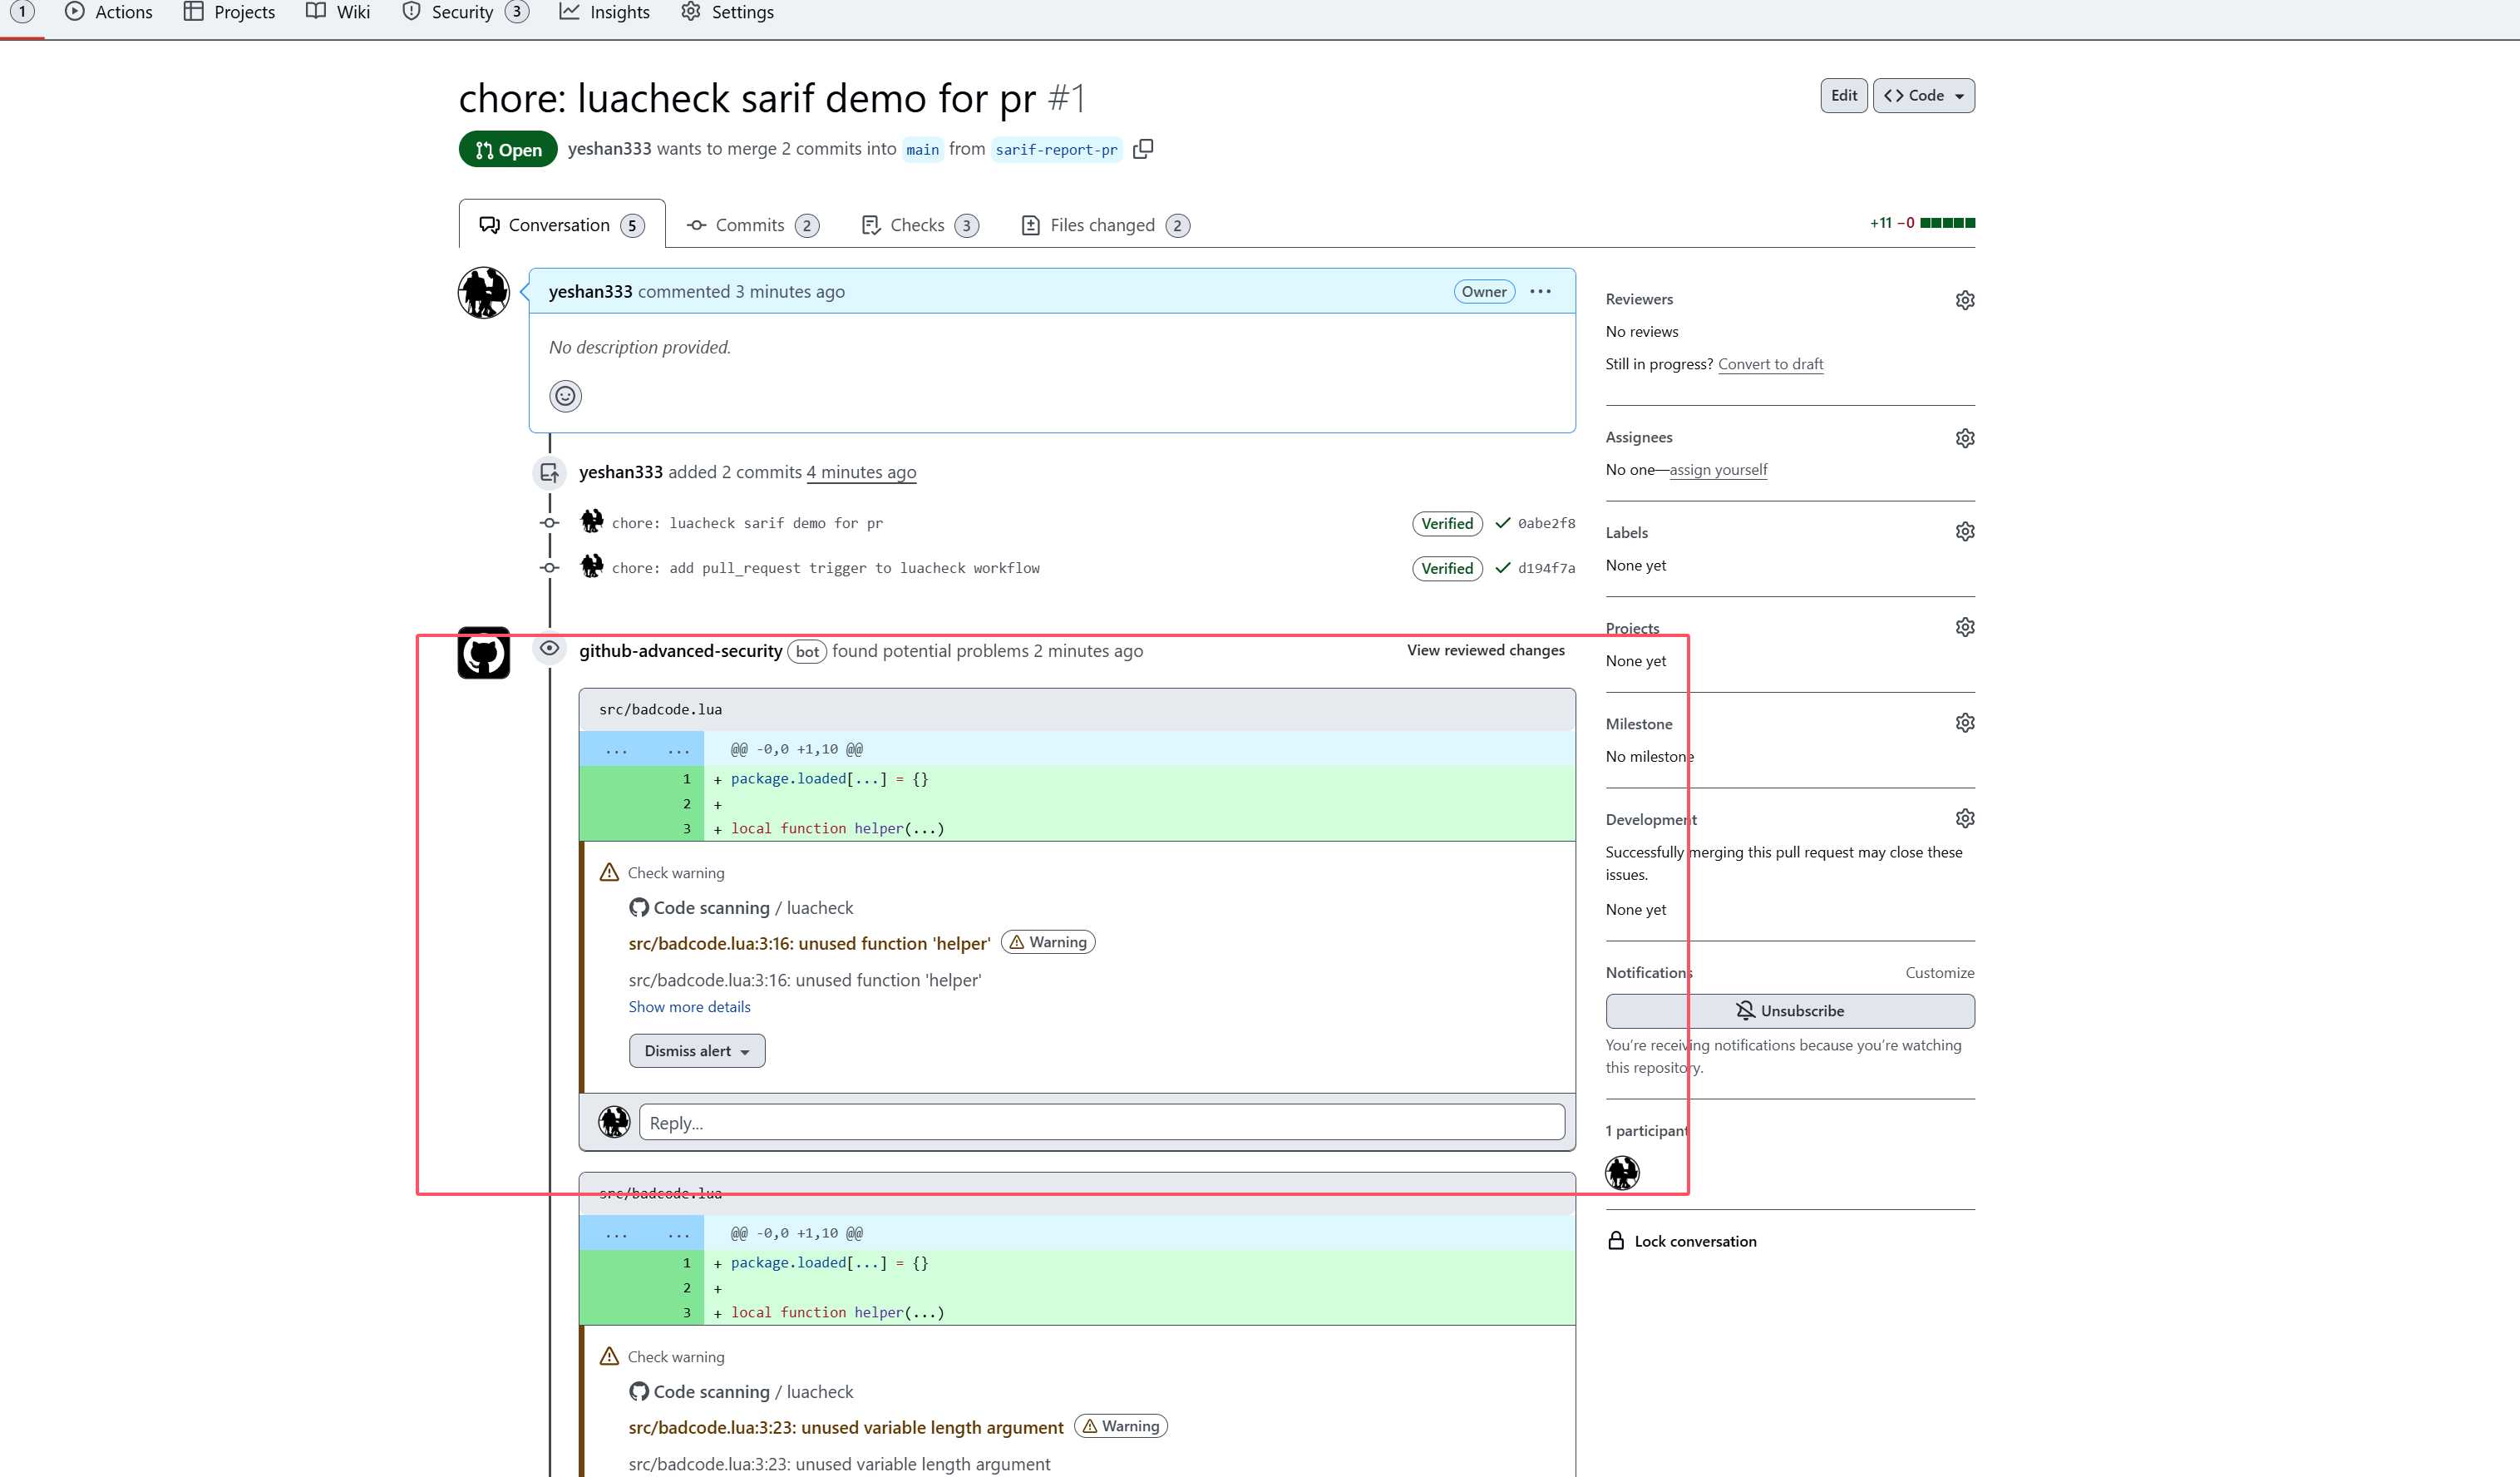 1 Actions Projects Wiki Security 3 Insights Settings
chore: luacheck sarif demo for pr #1
Edit Code
Open yeshan333 wants to merge 2 commits into main from sarif-report-pr
Conversation 5 Commits 2 Checks 3 Files changed 2
+11 −0
yeshan333 commented 3 minutes ago Owner ...
No description provided.
yeshan333 added 2 commits 4 minutes ago
chore: luacheck sarif demo for pr Verified 0abe2f8
chore: add pull_request trigger to luacheck workflow Verified d194f7a
github-advanced-security bot found potential problems 2 minutes ago View reviewed changes
src/badcode.lua
... ... @@ -0,0 +1,10 @@
1 + package.loaded[...] = {}
2 +
3 + local function helper(...)
Check warning
Code scanning / luacheck
src/badcode.lua:3:16: unused function 'helper' Warning
src/badcode.lua:3:16: unused function 'helper'
Show more details
Dismiss alert
Reply...
src/badcode.lua
... ... @@ -0,0 +1,10 @@
1 + package.loaded[...] = {}
2 +
3 + local function helper(...)
Check warning
Code scanning / luacheck
src/badcode.lua:3:23: unused variable length argument Warning
src/badcode.lua:3:23: unused variable length argument
Reviewers
No reviews
Still in progress? Convert to draft
Assignees
No one—assign yourself
Labels
None yet
Projects
None yet
Milestone
No milestone
Development
Successfully merging this pull request may close these
issues.
None yet
Notifications Customize
Unsubscribe
You're receiving notifications because you're watching
this repository.
1 participant
Lock conversation